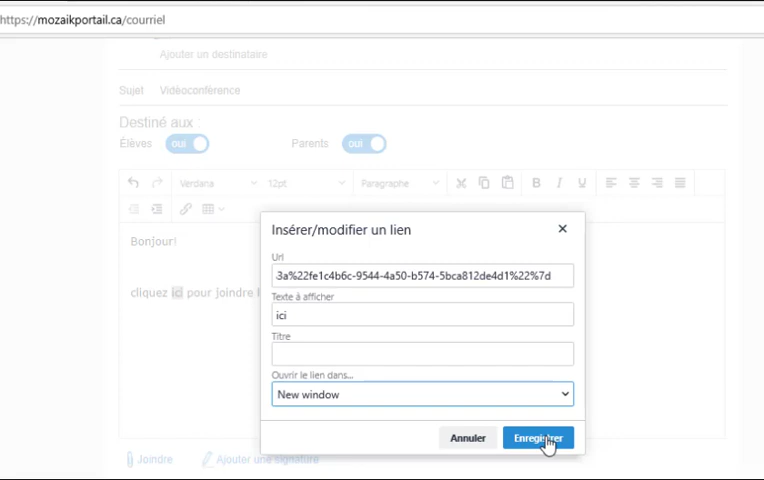 https://mozaikportail.ca/courriel
Ajouter un destinataire
Sujet Vidéoconférence
Destiné aux :
Élèves oui Parents oui
Verdana 12pt Paragraphe B I U
Bonjour!
cliquez ici pour joindre l
Insérer/modifier un lien
Url
3a%22fe1c4b6c-9544-4a50-b574-5bca812de4d1%22%7d
Texte à afficher
ici
Titre
Ouvrir le lien dans...
New window
Annuler Enregistrer
Joindre Ajouter une signature